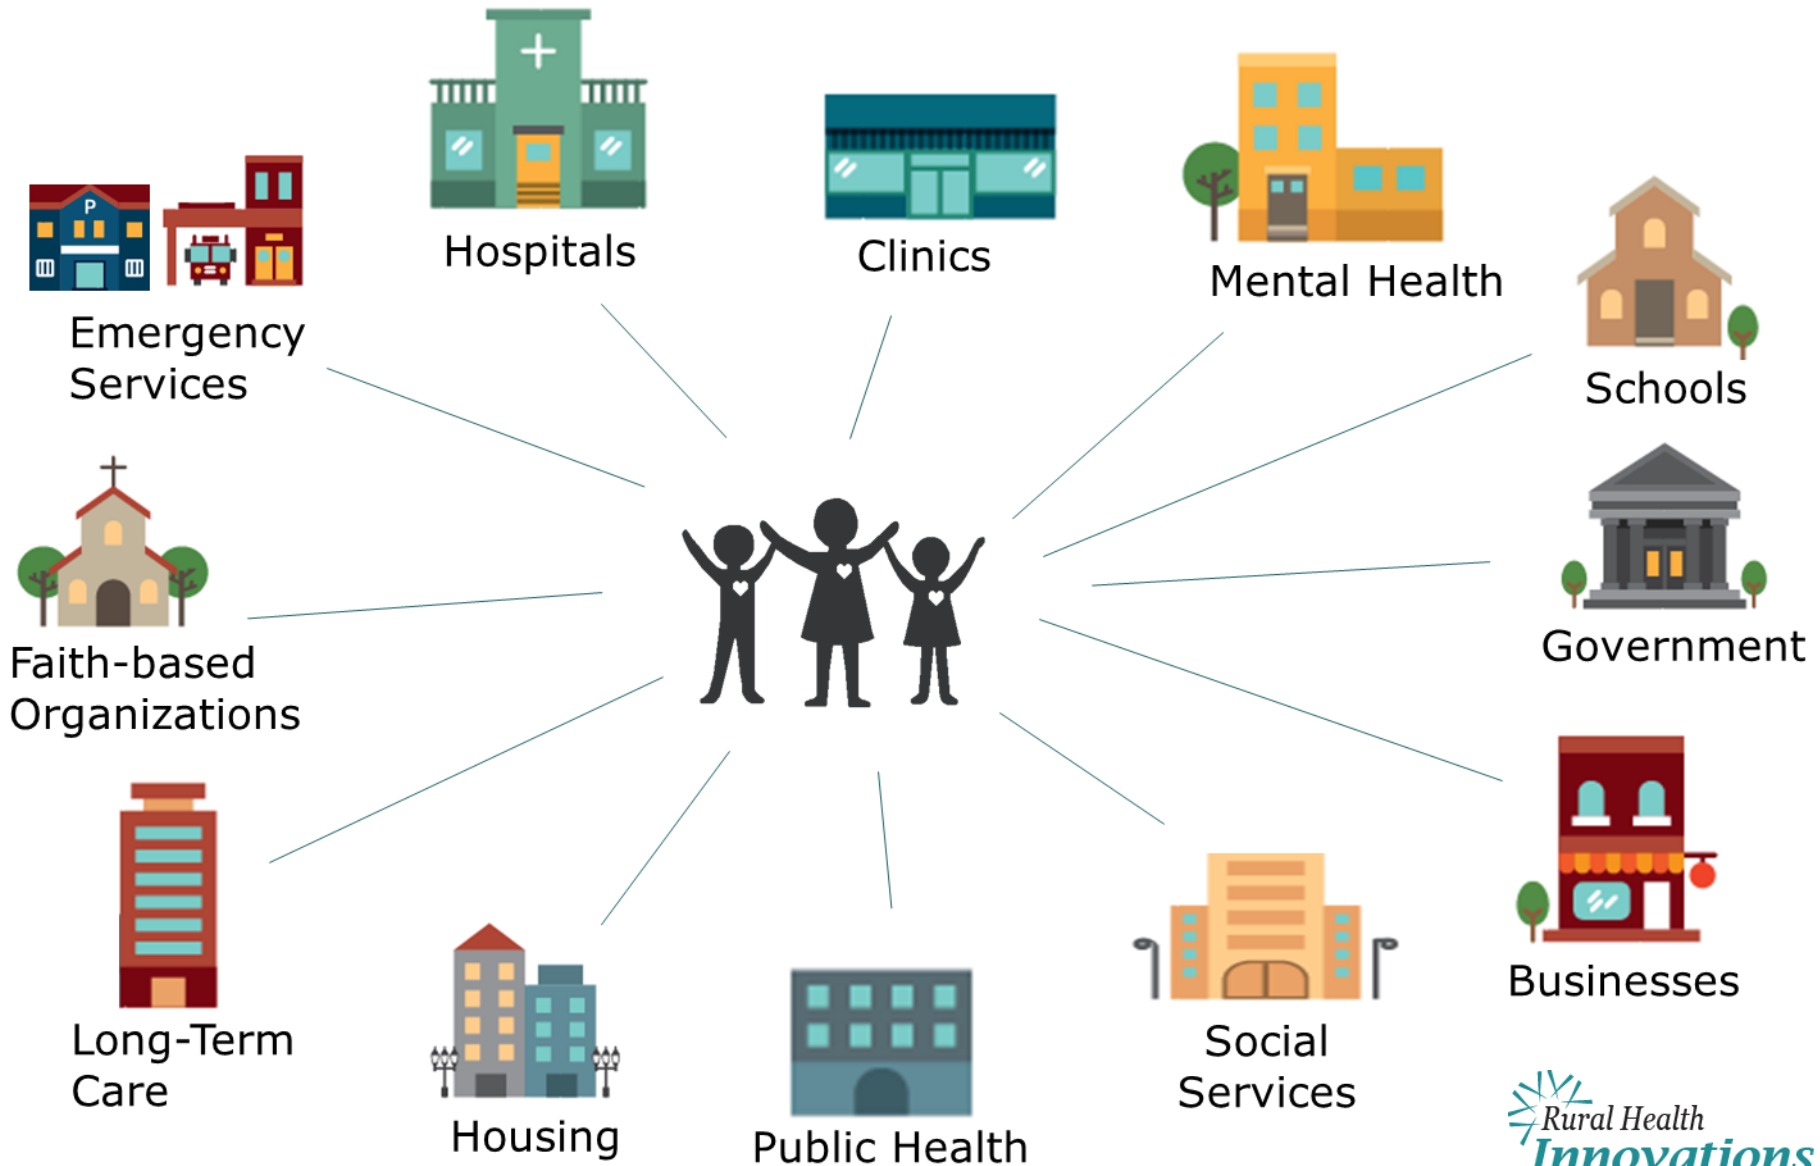 Hospitals
Clinics
Mental Health
P
Emergency
Services
Schools
Faith-based
Organizations
Government
Long-Term
Care
Housing
Public Health
Social
Services
Businesses
Rural Health
Innovations